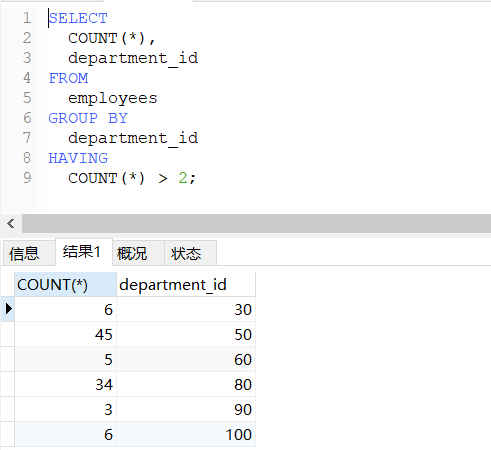 1 SELECT
2 COUNT(*),
3 department_id
4 FROM
5 employees
6 GROUP BY
7 department_id
8 HAVING
9 COUNT(*) > 2;
信息 结果1 概况 状态
COUNT(*) department_id
6 30
45 50
5 60
34 80
3 90
6 100